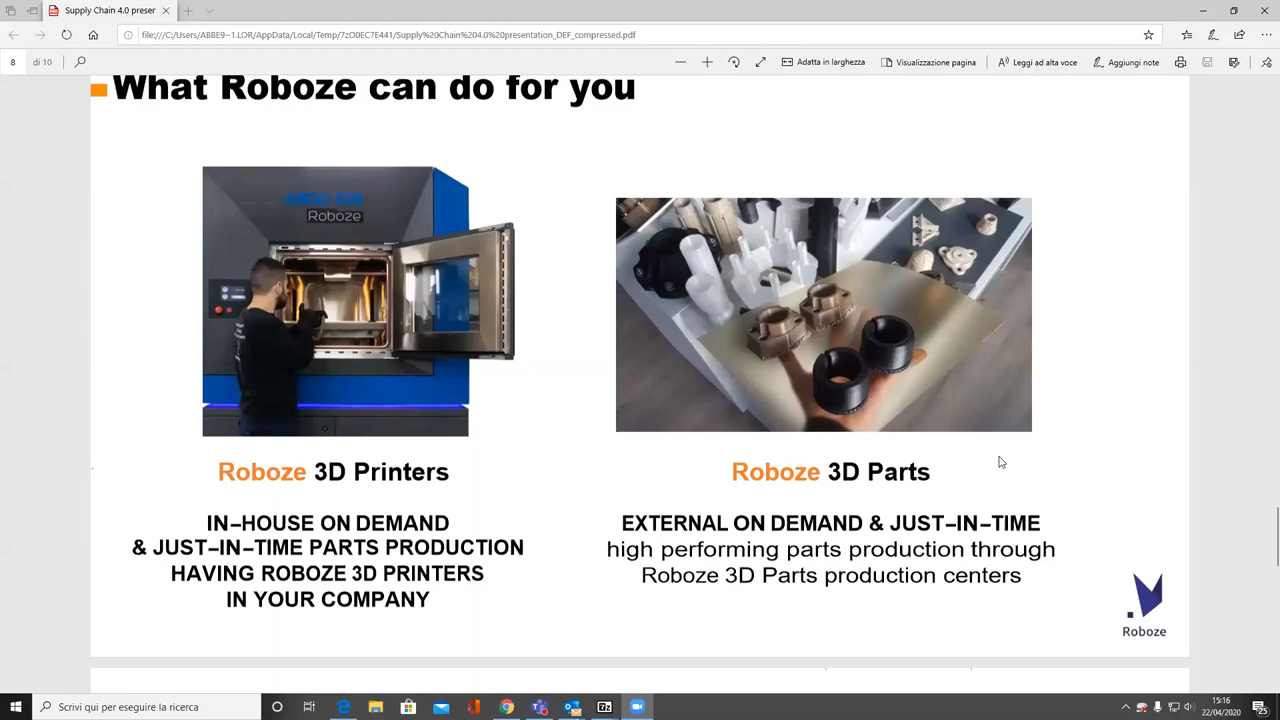 Supply Chain 4.0 preser
file:///C:/Users/ABBE9~1.LOR/AppData/Local/Temp/7zO0EC7E441/Supply%20Chain%204.0%20presentation_DEF_compressed.pdf
8 di 10
Adatta in larghezza
Visualizzazione pagina
Leggi ad alta voce
Aggiungi note
What Roboze can do for you
Roboze
Roboze 3D Printers
IN–HOUSE ON DEMAND
& JUST–IN–TIME PARTS PRODUCTION
HAVING ROBOZE 3D PRINTERS
IN YOUR COMPANY
Roboze 3D Parts
EXTERNAL ON DEMAND & JUST–IN–TIME
high performing parts production through
Roboze 3D Parts production centers
Roboze
Scrivi qui per eseguire la ricerca
15:16
22/04/2020